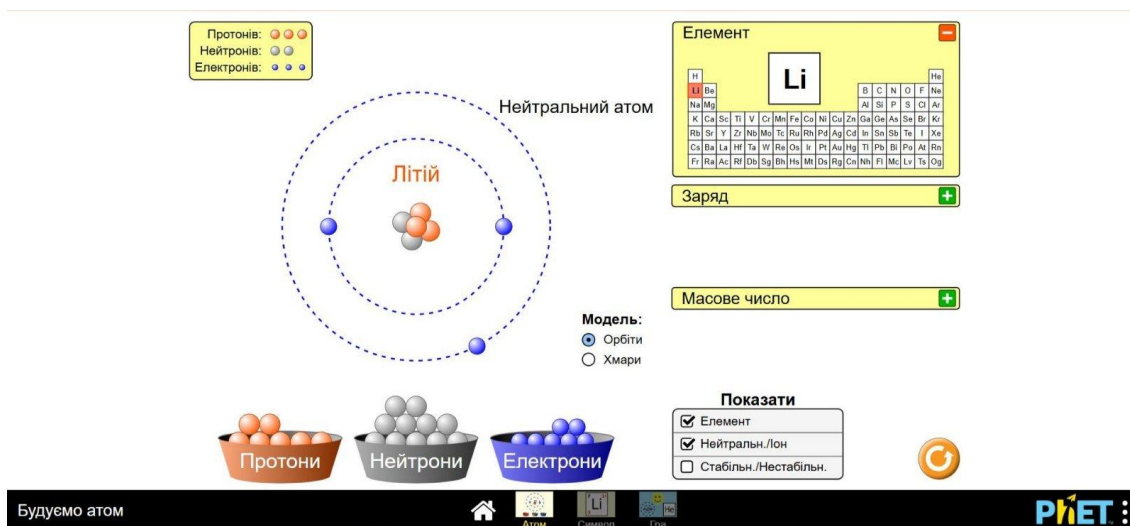 Протонів:
Нейтронів:
Електронів:
Нейтральний атом
Літій
Елемент
Li
H He
Li Be B C N O F Ne
Na Mg Al Si P S Cl Ar
K Ca Sc Ti V Cr Mn Fe Co Ni Cu Zn Ga Ge As Se Br Kr
Rb Sr Y Zr Nb Mo Tc Ru Rh Pd Ag Cd In Sn Sb Te I Xe
Cs Ba La Hf Ta W Re Os Ir Pt Au Hg Tl Pb Bi Po At Rn
Fr Ra Ac Rf Db Sg Bh Hs Mt Ds Rg Cn Nh Fl Mc Lv Ts Og
Заряд
Масове число
Модель:
Орбіти
Хмари
Протони
Нейтрони
Електрони
Показати
Елемент
Нейтральн./Іон
Стабільн./Нестабільн.
Будуємо атом
Атом
Li
Символ
He
Гра
PhET